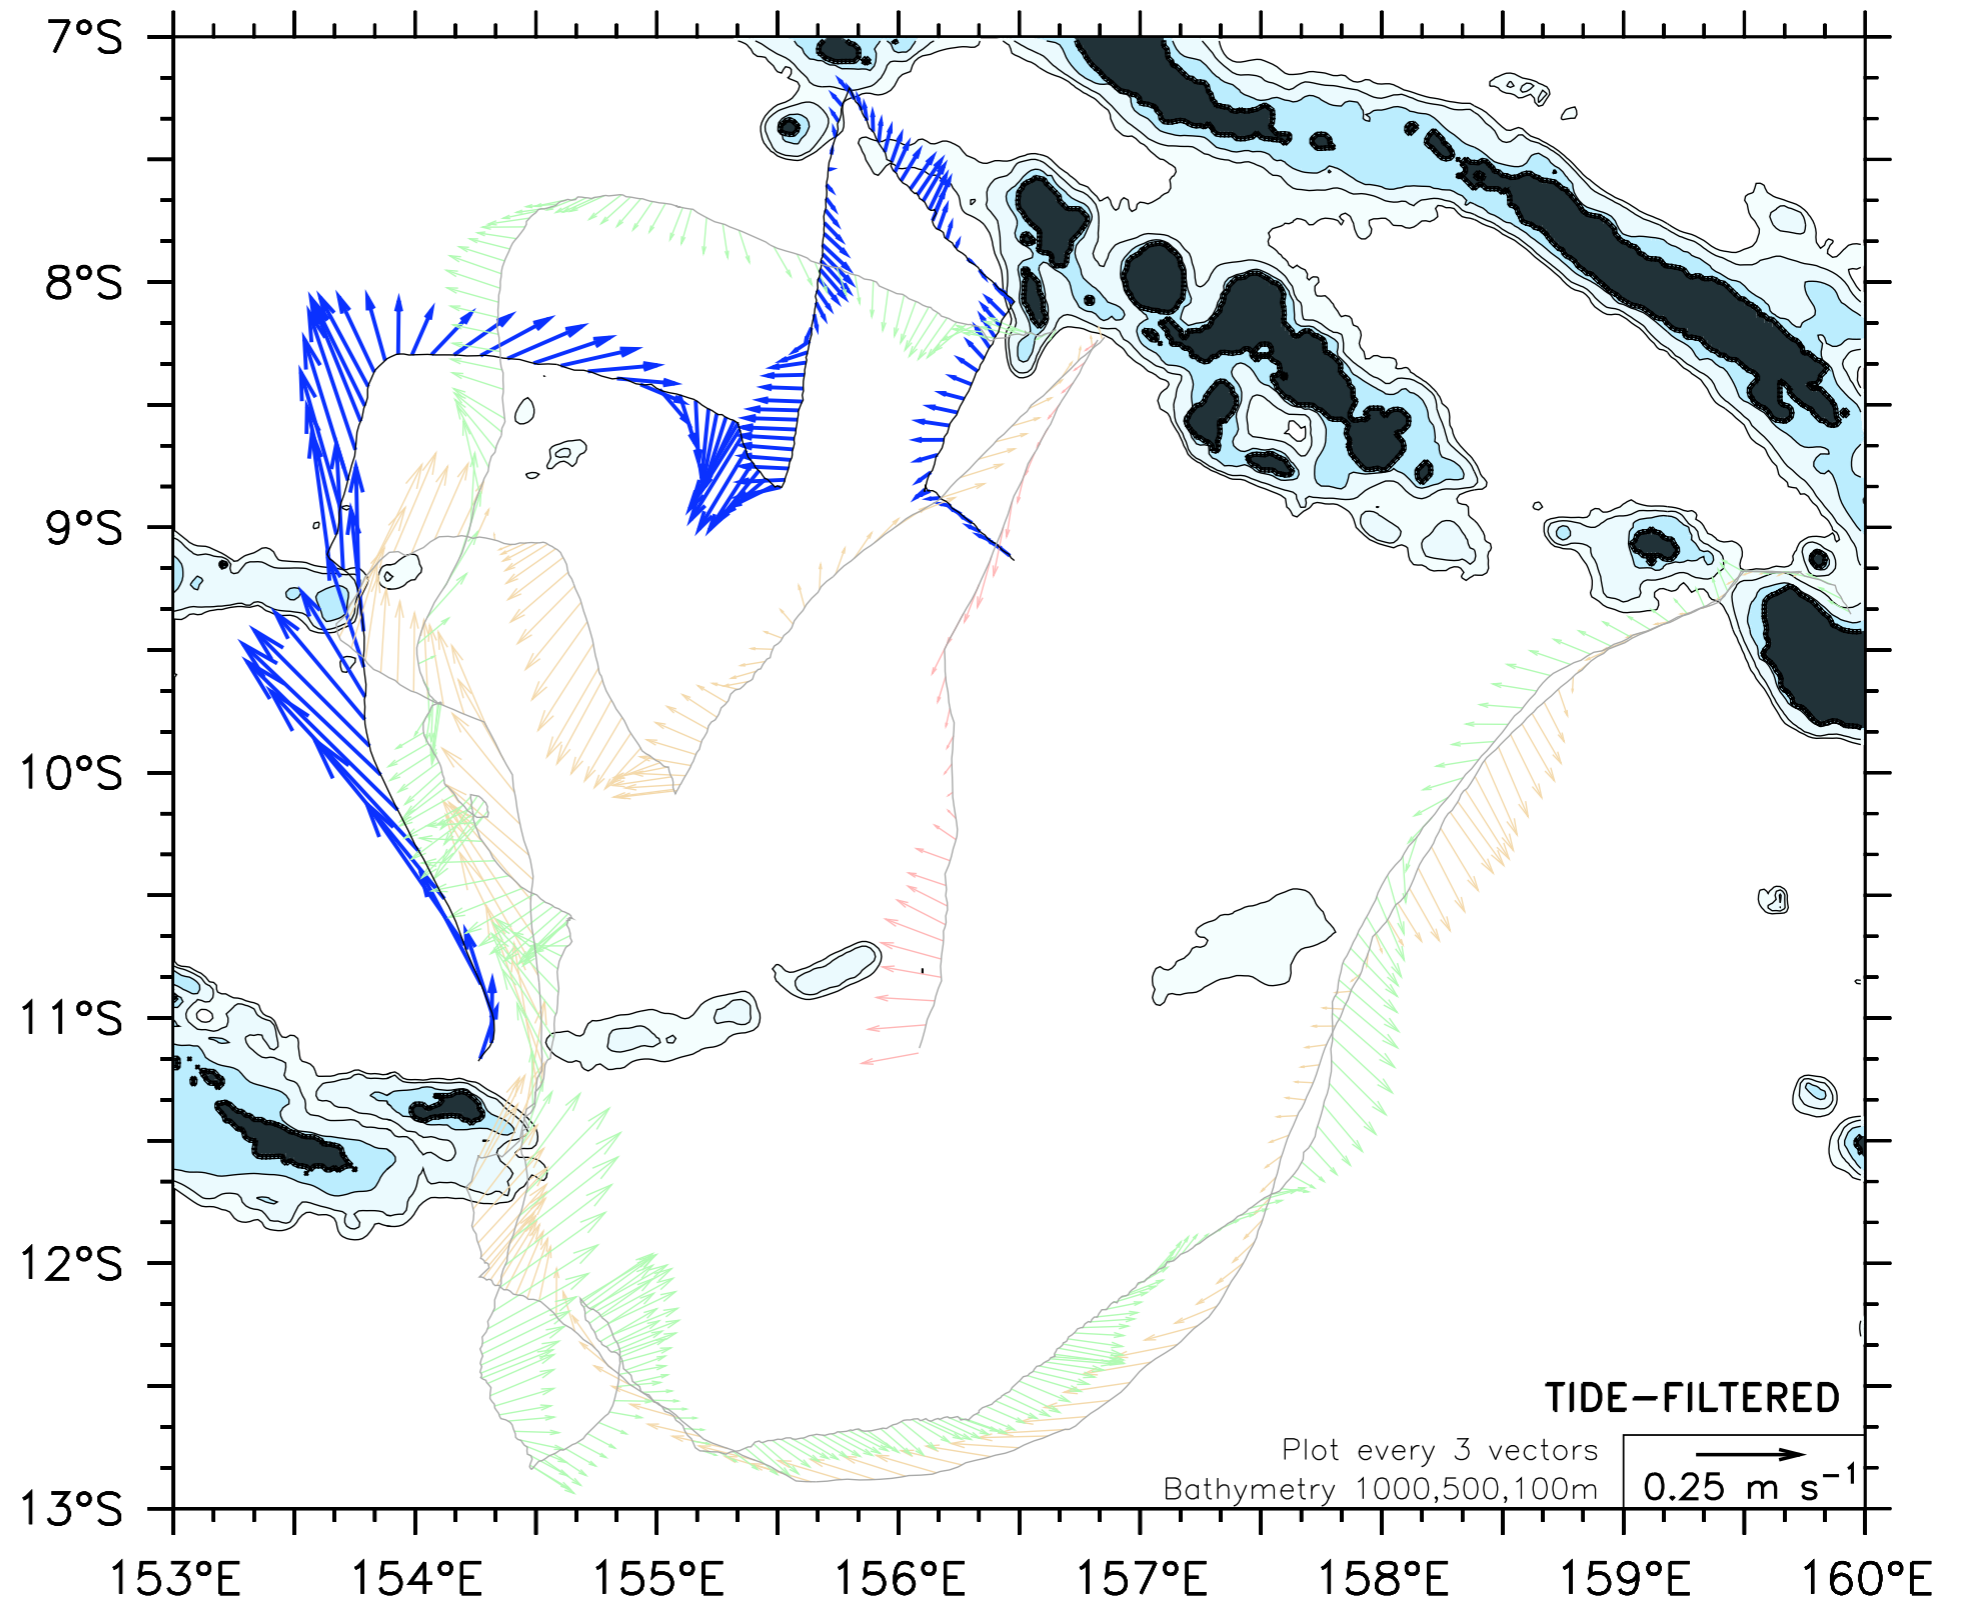 7°S
8°S
9°S
10°S
11°S
12°S
13°S
TIDE-FILTERED
Plot every 3 vectors
Bathymetry 1000,500,100m
0.25 m s⁻¹
153°E 154°E 155°E 156°E 157°E 158°E 159°E 160°E